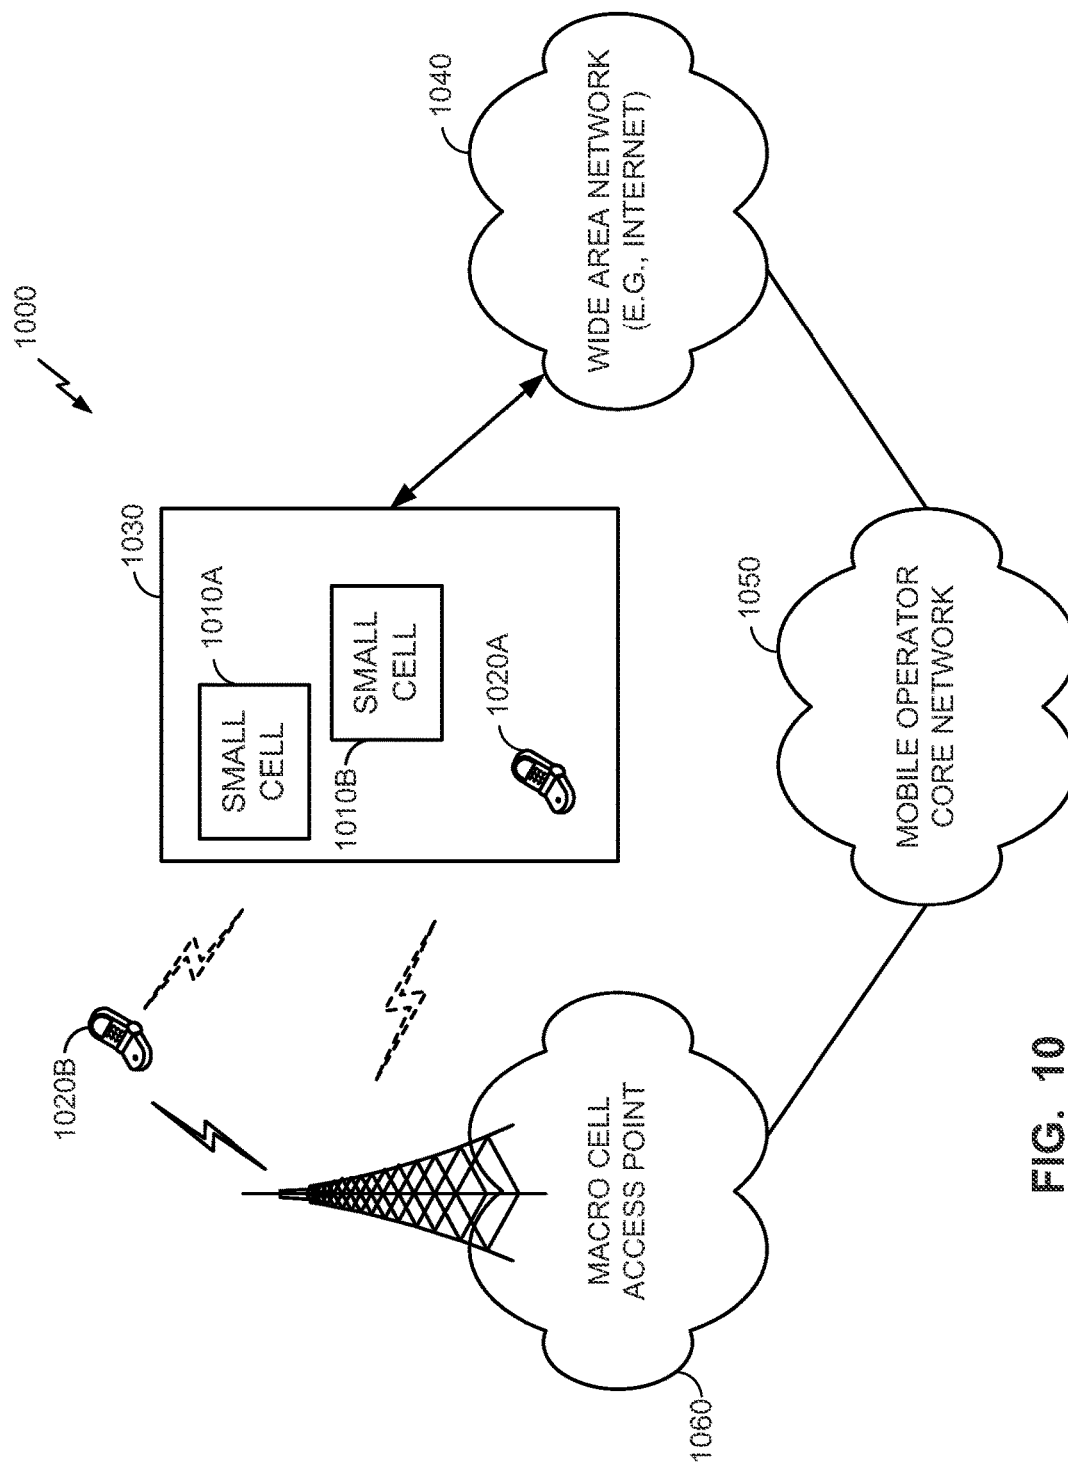 1000
1020B
1030
1010A
SMALL
CELL
SMALL
CELL
1010B
1020A
1040
WIDE AREA NETWORK
(E.G., INTERNET)
MACRO CELL
ACCESS POINT
1060
1050
MOBILE OPERATOR
CORE NETWORK
FIG. 10